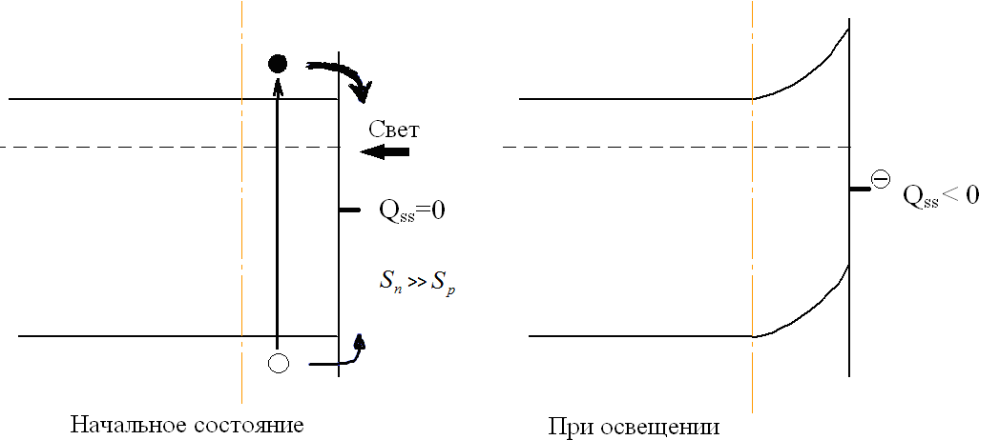 Свет
Qss=0
Sn >> Sp
Начальное состояние
Qss < 0
При освещении